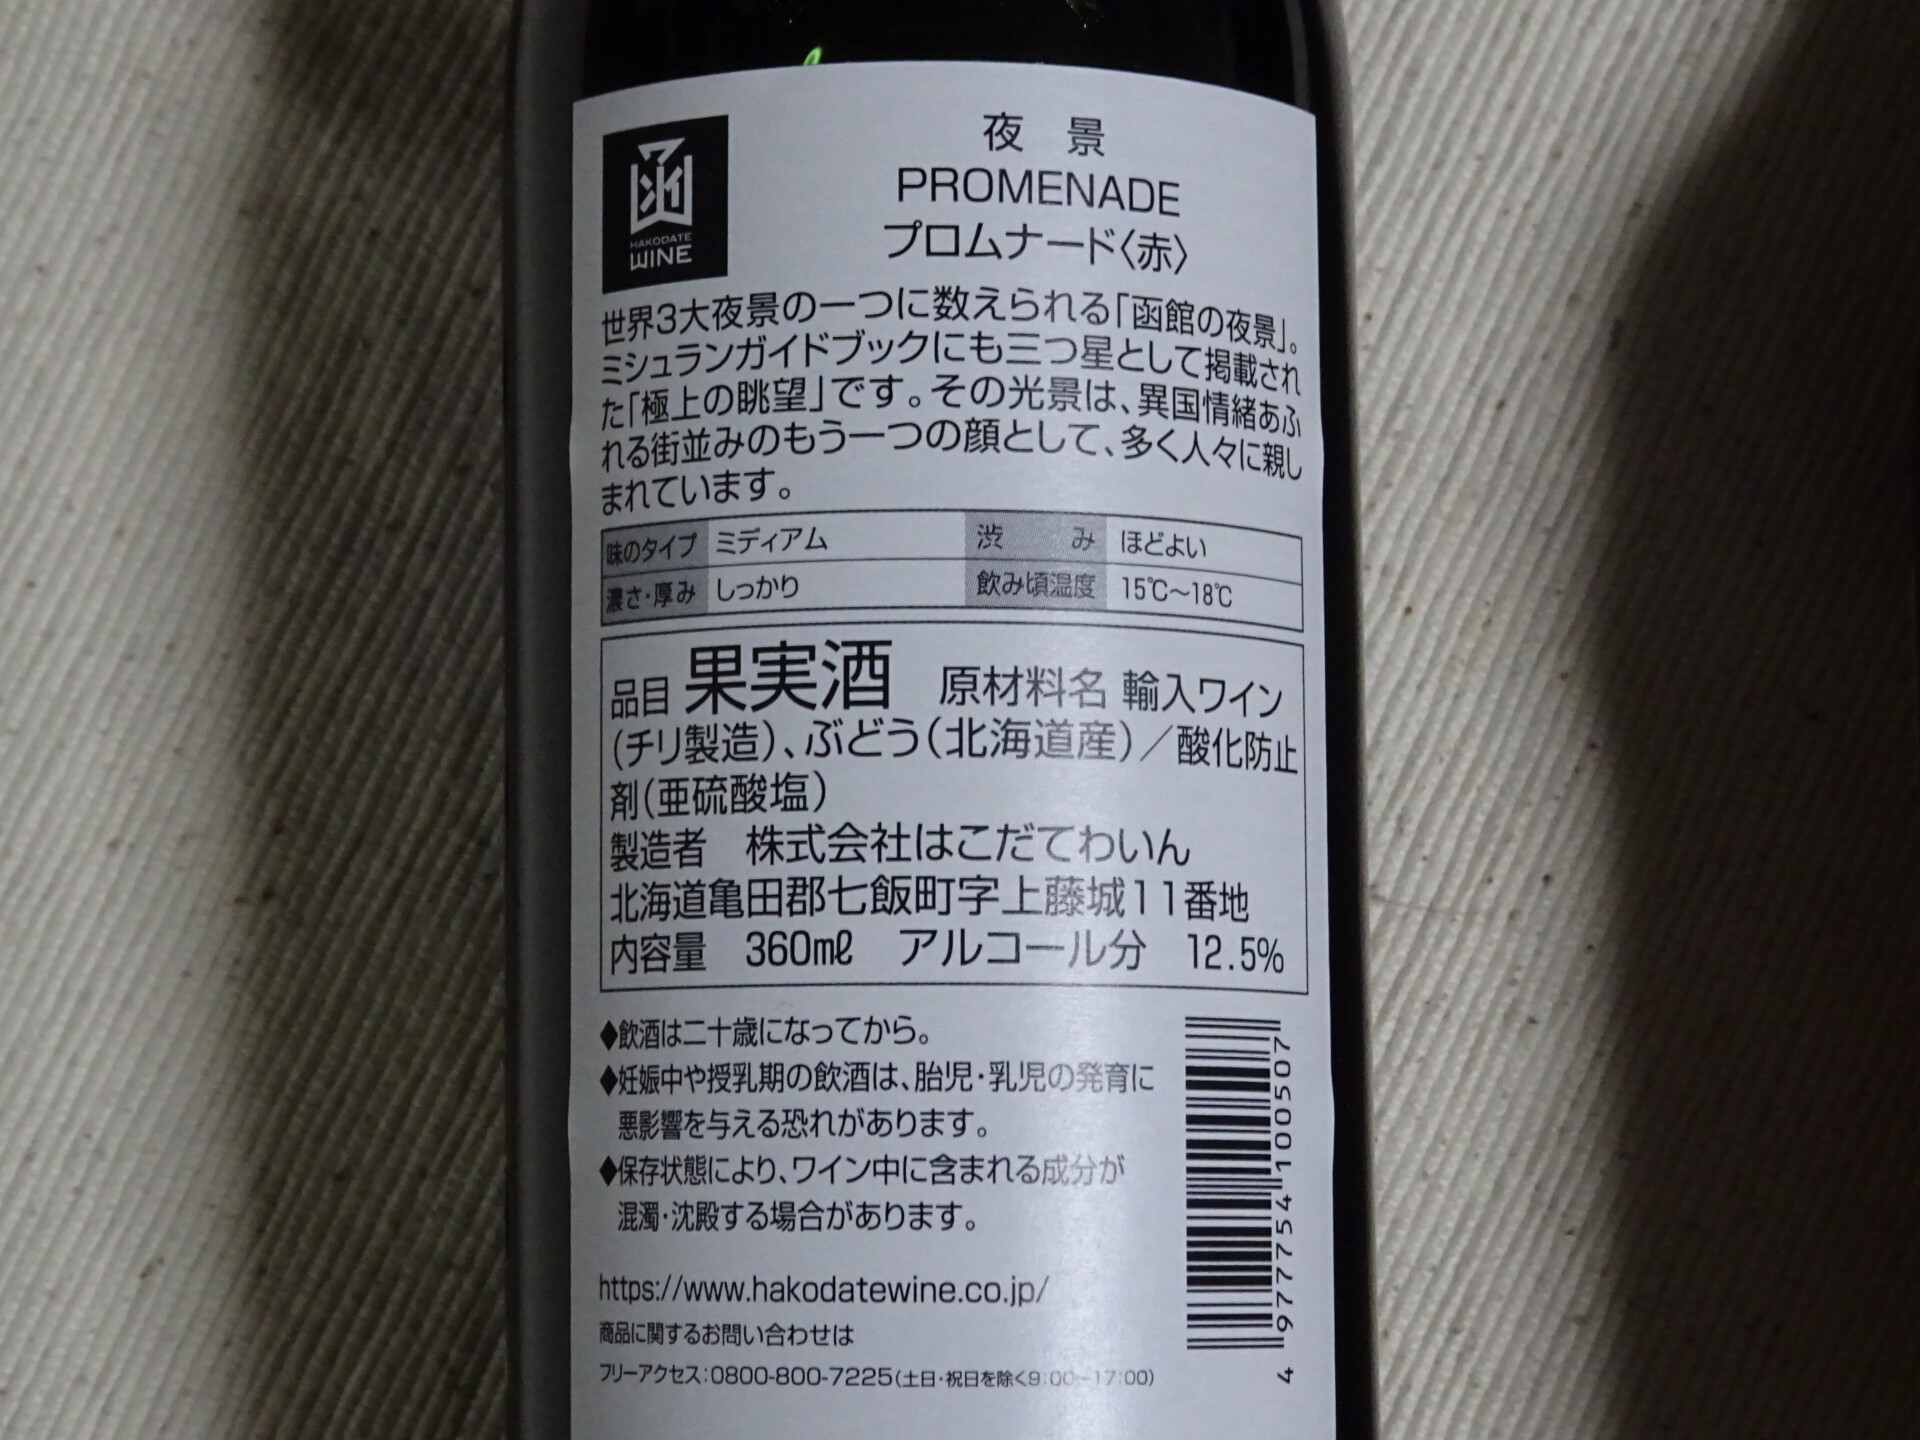 夜 景
PROMENADE
プロムナード〈赤〉
HAKODATE
WINE
世界3大夜景の一つに数えられる「函館の夜景」。
ミシュランガイドブックにも三つ星として掲載され
た「極上の眺望」です。その光景は、異国情緒あふ
れる街並みのもう一つの顔として、多く人々に親し
まれています。
味のタイプ ミディアム 渋み ほどよい
濃さ・厚み しっかり 飲み頃温度 15℃〜18℃
品目 果実酒 原材料名 輸入ワイン
(チリ製造)、ぶどう(北海道産)／酸化防止
剤(亜硫酸塩)
製造者 株式会社はこだてわいん
北海道亀田郡七飯町字上藤城11番地
内容量 360mℓ アルコール分 12.5%
◆飲酒は二十歳になってから。
◆妊娠中や授乳期の飲酒は、胎児・乳児の発育に
悪影響を与える恐れがあります。
◆保存状態により、ワイン中に含まれる成分が
混濁・沈殿する場合があります。
https://www.hakodatewine.co.jp/
商品に関するお問い合わせは
フリーアクセス:0800-800-7225(土日・祝日を除く9:00〜17:00)
4 977754 100507